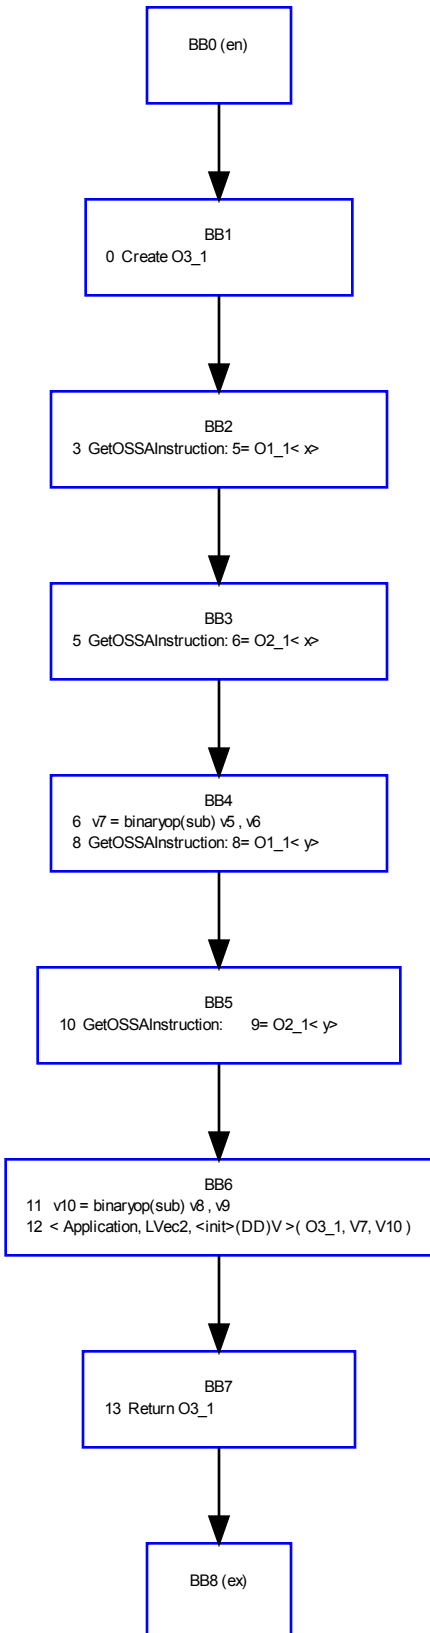 BB0 (en)
BB1
0 Create O3_1
BB2
3 GetOSSAInstruction: 5= O1_1< x>
BB3
5 GetOSSAInstruction: 6= O2_1< x>
BB4
6 v7 = binaryop(sub) v5 , v6
8 GetOSSAInstruction: 8= O1_1< y>
BB5
10 GetOSSAInstruction: 9= O2_1< y>
BB6
11 v10 = binaryop(sub) v8 , v9
12 < Application, LVec2, <init>(DD)V >( O3_1, V7, V10 )
BB7
13 Return O3_1
BB8 (ex)